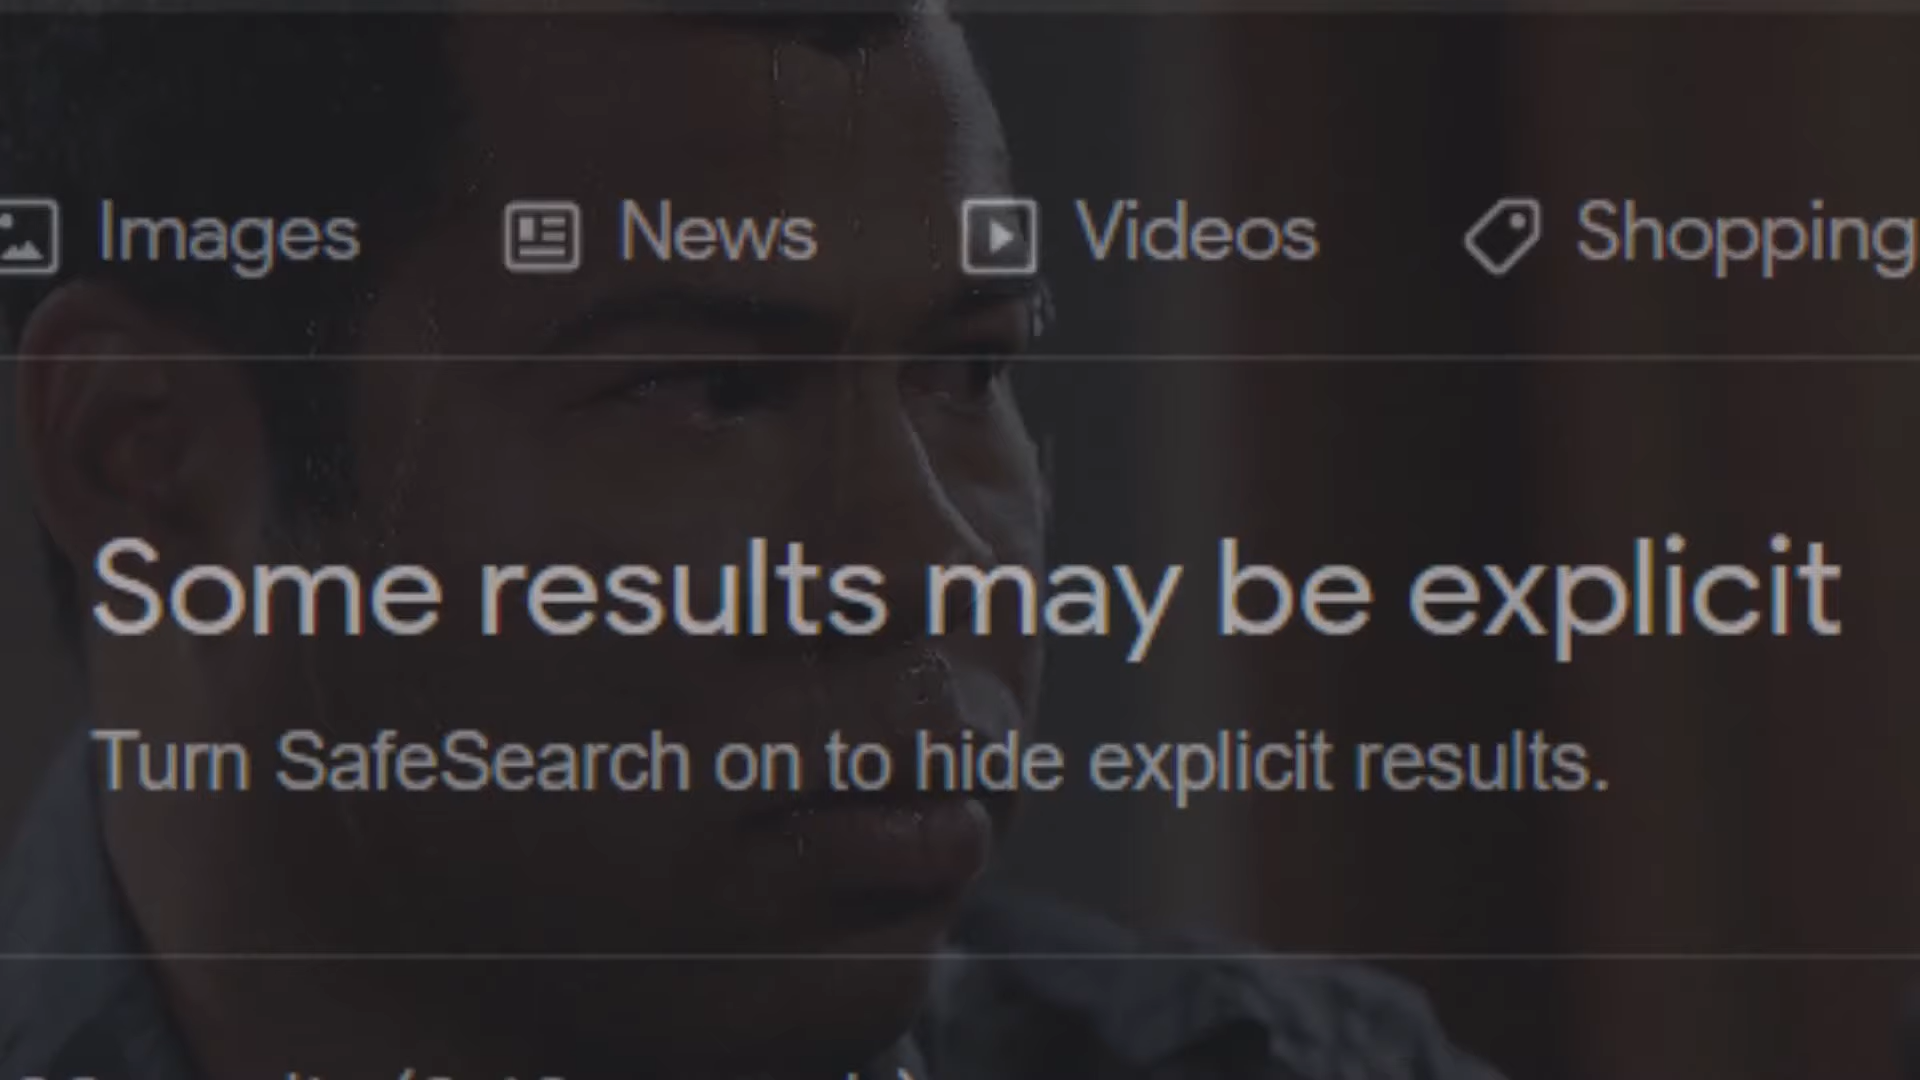 Images News Videos Shopping
Some results may be explicit
Turn SafeSearch on to hide explicit results.